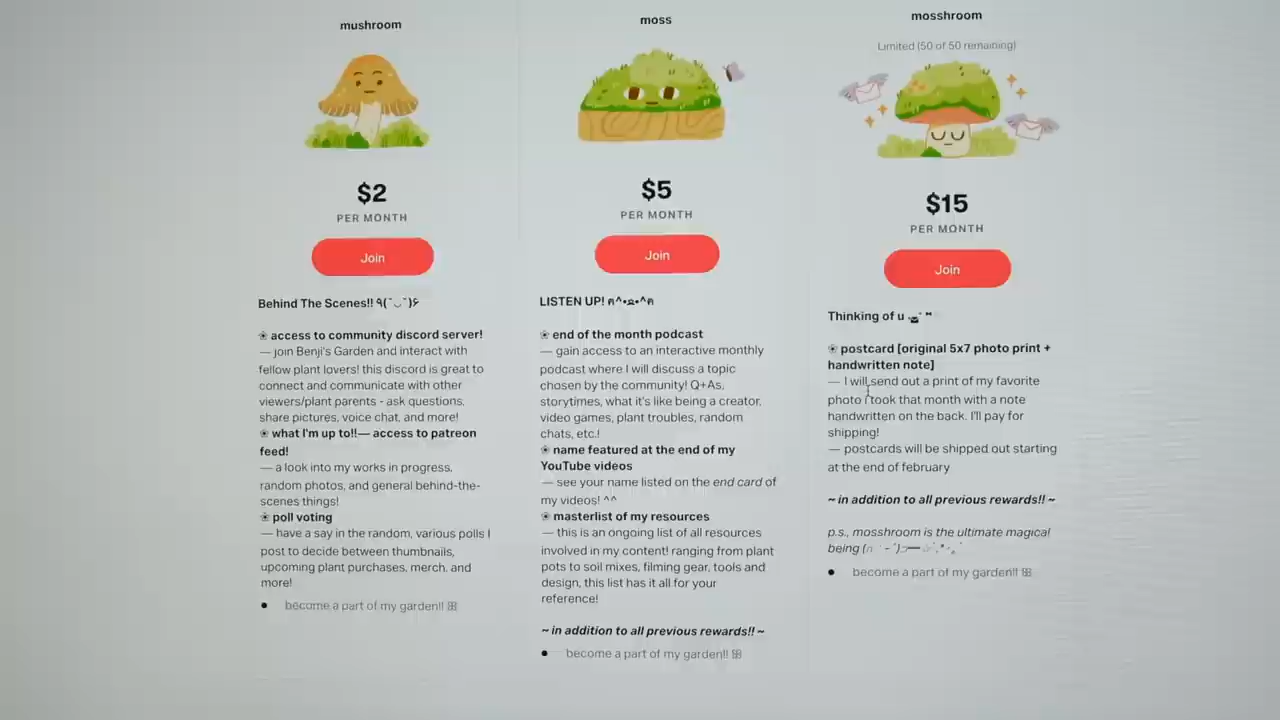 mushroom
$2
PER MONTH
Join
Behind The Scenes!! ٩(˘◡˘)۶
❀ access to community discord server!
— join Benji's Garden and interact with
fellow plant lovers! this discord is great to
connect and communicate with other
viewers/plant parents - ask questions,
share pictures, voice chat, and more!
❀ what I'm up to!!— access to patreon
feed!
— a look into my works in progress,
random photos, and general behind-the-
scenes things!
❀ poll voting
— have a say in the random, various polls I
post to decide between thumbnails,
upcoming plant purchases, merch, and
more!
• become a part of my garden!! ꕥ
moss
$5
PER MONTH
Join
LISTEN UP! ฅ^•ﻌ•^ฅ
❀ end of the month podcast
— gain access to an interactive monthly
podcast where I will discuss a topic
chosen by the community! Q+As,
storytimes, what it's like being a creator,
video games, plant troubles, random
chats, etc.!
❀ name featured at the end of my
YouTube videos
— see your name listed on the end card of
my videos! ^^
❀ masterlist of my resources
— this is an ongoing list of all resources
involved in my content! ranging from plant
pots to soil mixes, filming gear, tools and
design, this list has it all for your
reference!
~ in addition to all previous rewards!! ~
• become a part of my garden!! ꕥ
mosshroom
Limited (50 of 50 remaining)
$15
PER MONTH
Join
Thinking of u
❀ postcard [original 5x7 photo print +
handwritten note]
— I will send out a print of my favorite
photo I took that month with a note
handwritten on the back. I'll pay for
shipping!
— postcards will be shipped out starting
at the end of february
~ in addition to all previous rewards!! ~
p.s., mosshroom is the ultimate magical
being
• become a part of my garden!! ꕥ